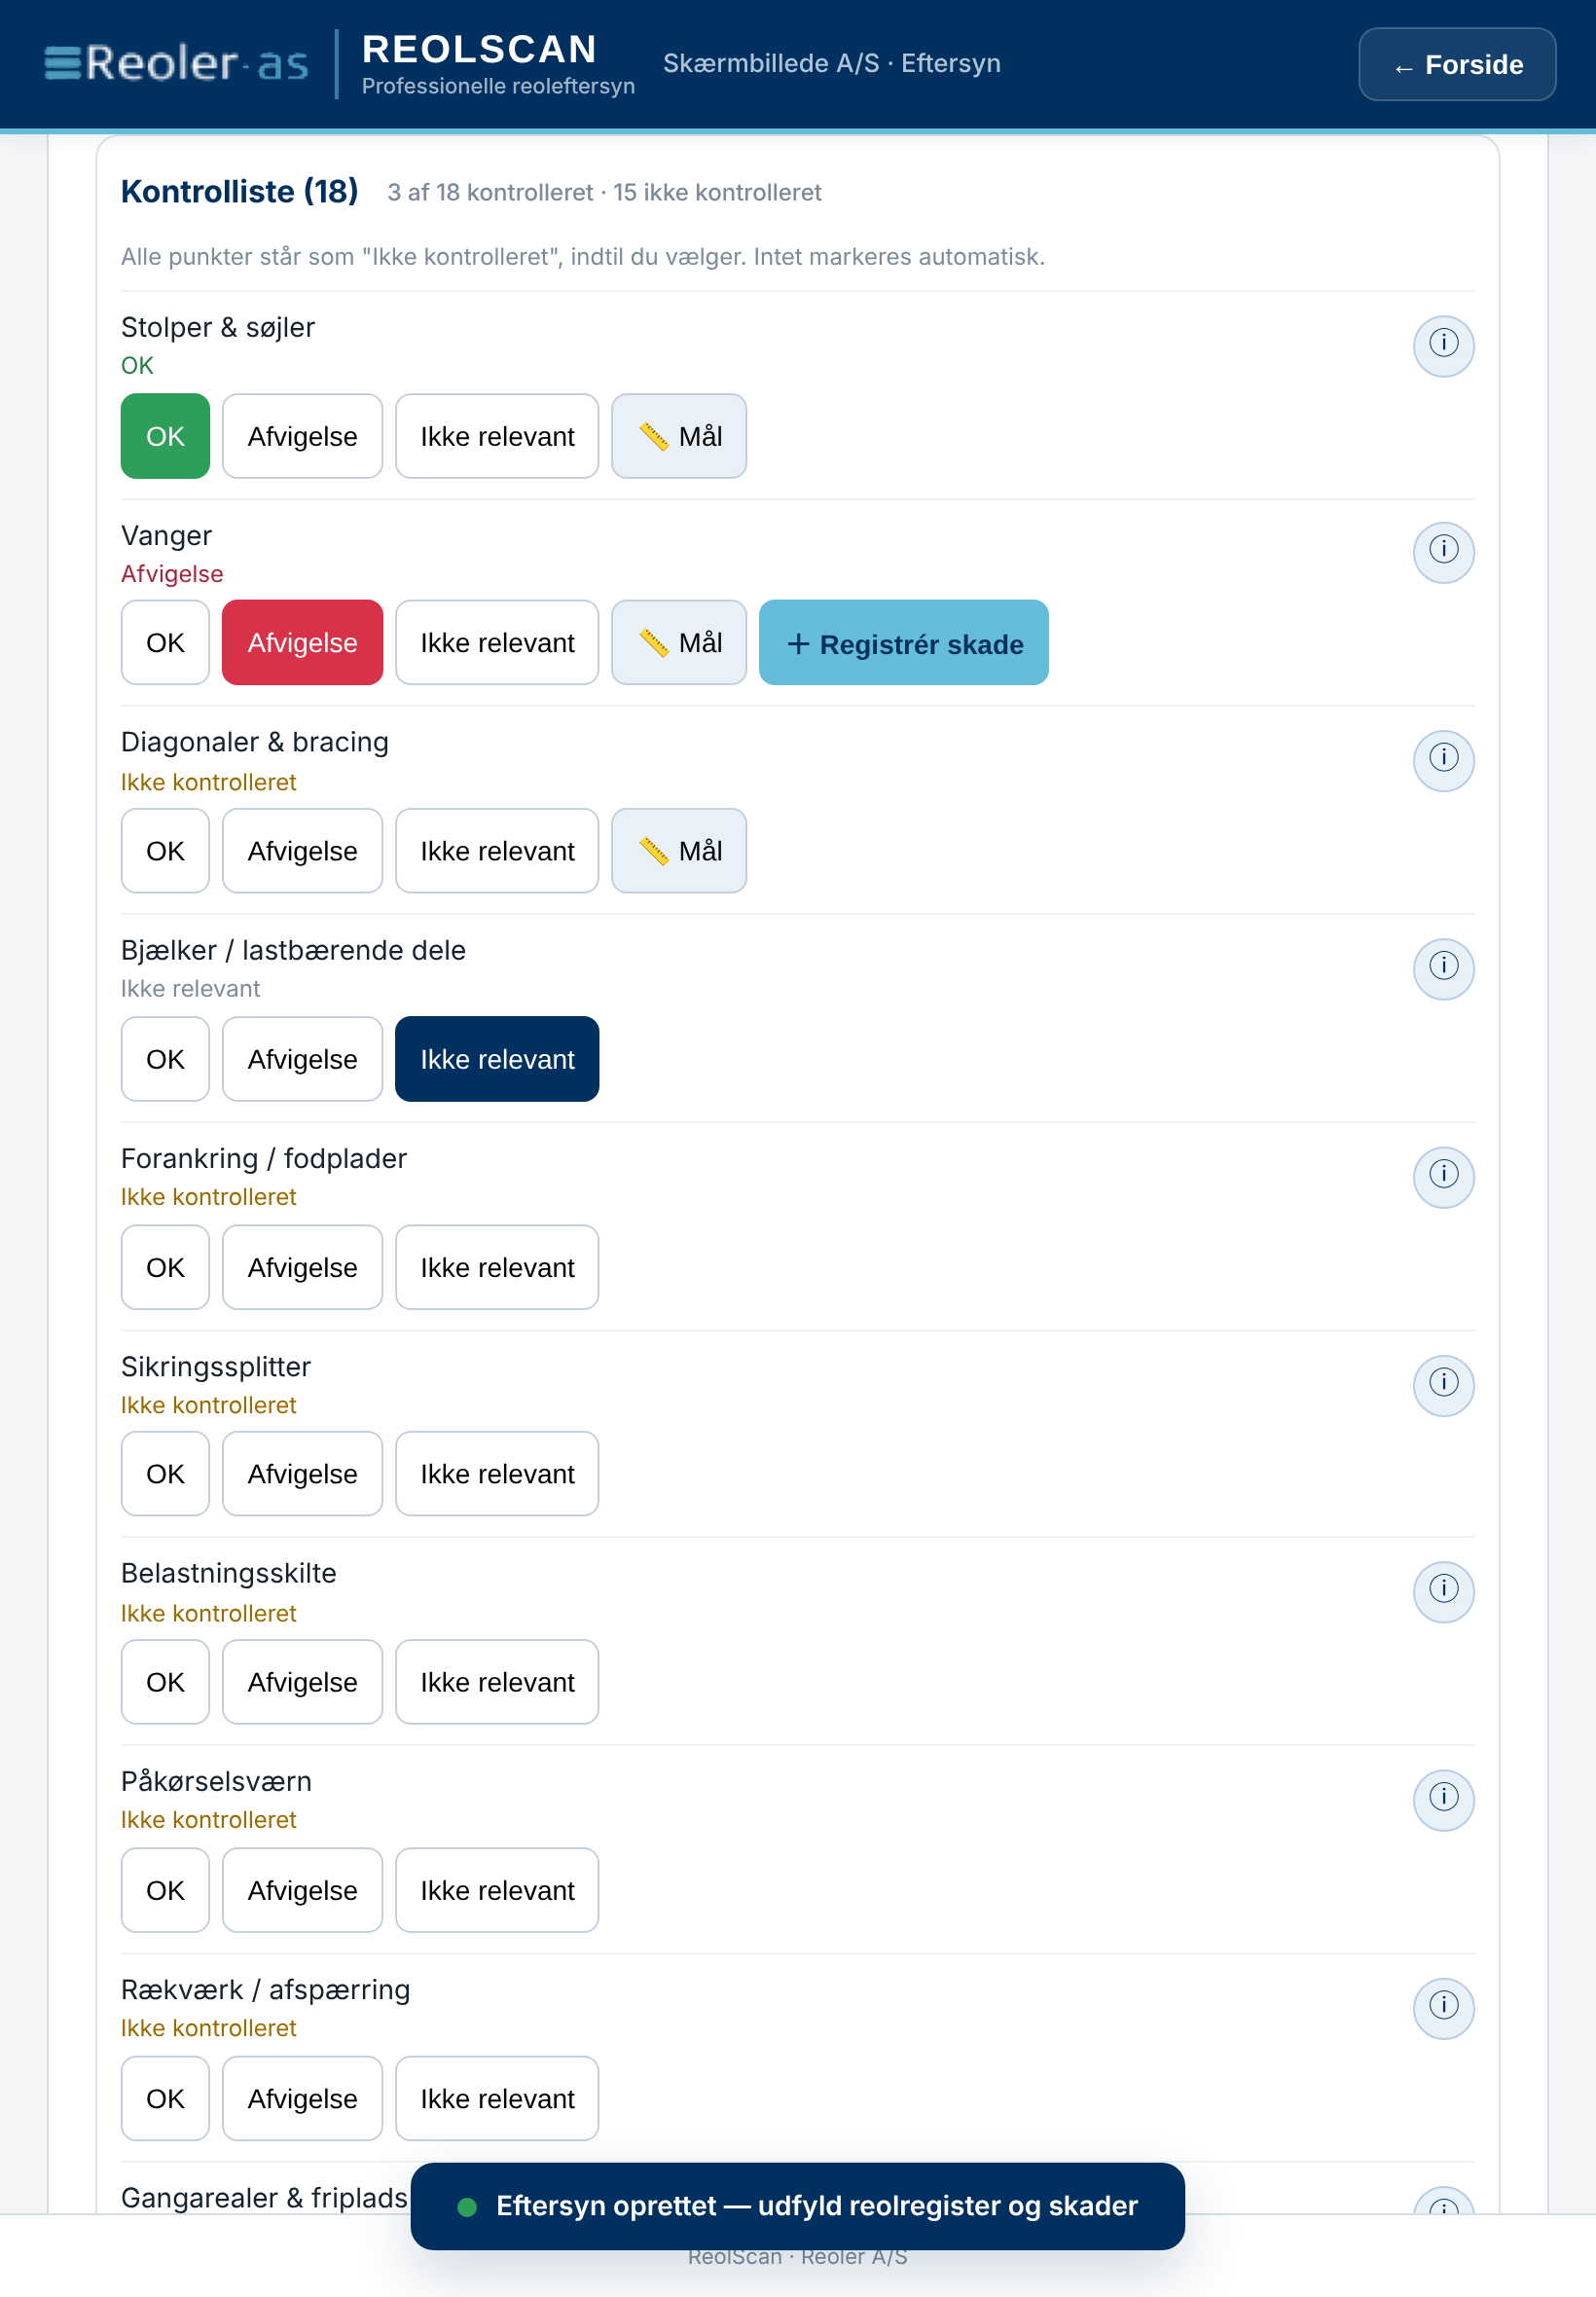 Reoler·as
REOLSCAN
Professionelle reoleftersyn
Skærmbillede A/S · Eftersyn
← Forside
Kontrolliste (18) 3 af 18 kontrolleret · 15 ikke kontrolleret
Alle punkter står som "Ikke kontrolleret", indtil du vælger. Intet markeres automatisk.
Stolper & søjler
OK
OK Afvigelse Ikke relevant 📏 Mål
Vanger
Afvigelse
OK Afvigelse Ikke relevant 📏 Mål + Registrér skade
Diagonaler & bracing
Ikke kontrolleret
OK Afvigelse Ikke relevant 📏 Mål
Bjælker / lastbærende dele
Ikke relevant
OK Afvigelse Ikke relevant
Forankring / fodplader
Ikke kontrolleret
OK Afvigelse Ikke relevant
Sikringssplitter
Ikke kontrolleret
OK Afvigelse Ikke relevant
Belastningsskilte
Ikke kontrolleret
OK Afvigelse Ikke relevant
Påkørselsværn
Ikke kontrolleret
OK Afvigelse Ikke relevant
Rækværk / afspærring
Ikke kontrolleret
OK Afvigelse Ikke relevant
Gangarealer & friplads
Eftersyn oprettet — udfyld reolregister og skader
ReolScan · Reoler A/S